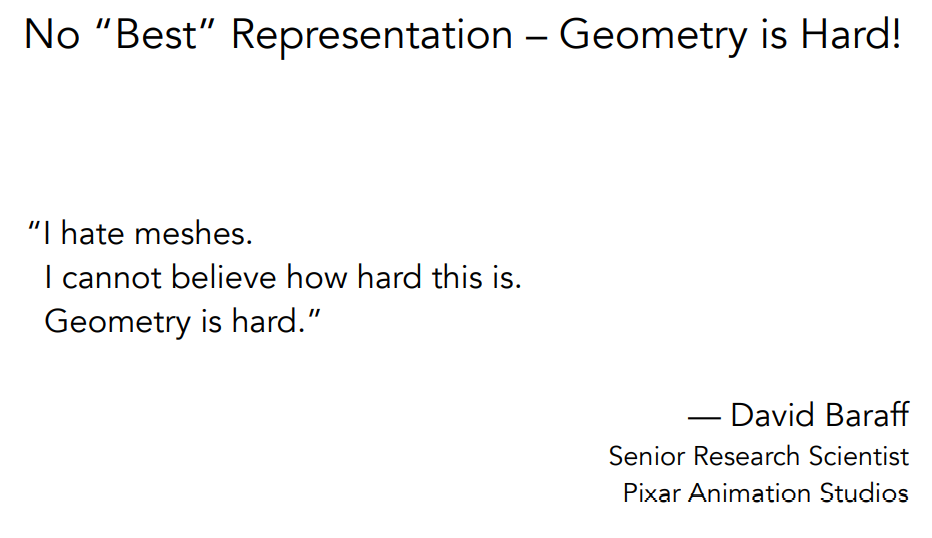 No “Best” Representation – Geometry is Hard!
“I hate meshes.
I cannot believe how hard this is.
Geometry is hard.”
— David Baraff
Senior Research Scientist
Pixar Animation Studios